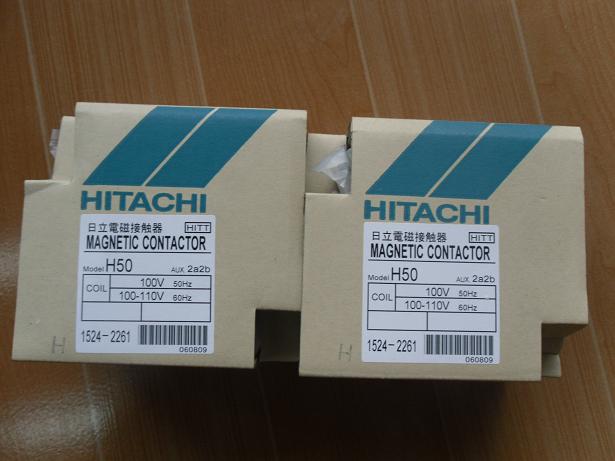 HITACHI
日立電磁接触器 HITT
MAGNETIC CONTACTOR
Model H50 AUX. 2a2b
COIL 100V 50Hz
100-110V 60Hz
1524-2261
060809
H
HITACHI
日立電磁接触器 HITT
MAGNETIC CONTACTOR
Model H50 AUX. 2a2b
COIL 100V 50Hz
100-110V 60Hz
1524-2261
060809
H